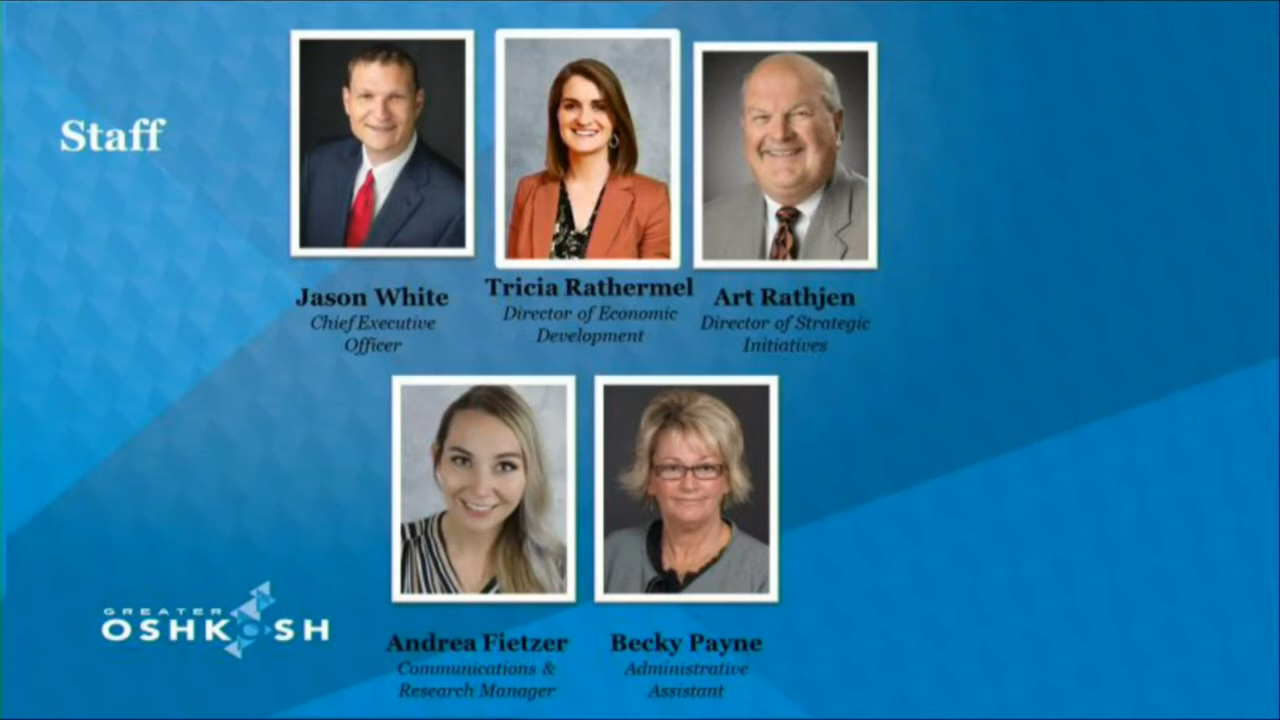 Staff
Jason White
Chief Executive
Officer
Tricia Rathermel
Director of Economic
Development
Art Rathjen
Director of Strategic
Initiatives
Andrea Fietzer
Communications &
Research Manager
Becky Payne
Administrative
Assistant
GREATER
OSHKOSH